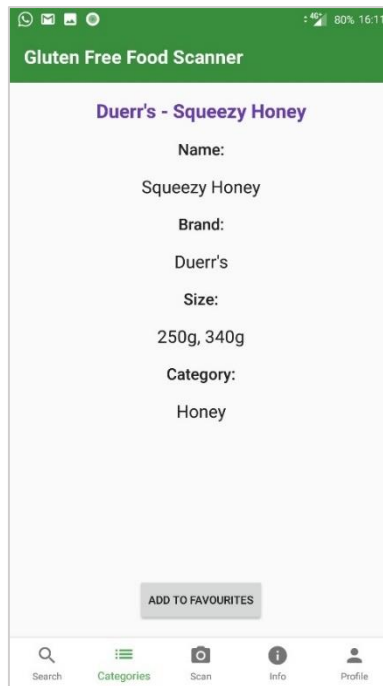 4G+ 80% 16:11
Gluten Free Food Scanner
Duerr's - Squeezy Honey
Name:
Squeezy Honey
Brand:
Duerr's
Size:
250g, 340g
Category:
Honey
ADD TO FAVOURITES
Search Categories Scan Info Profile